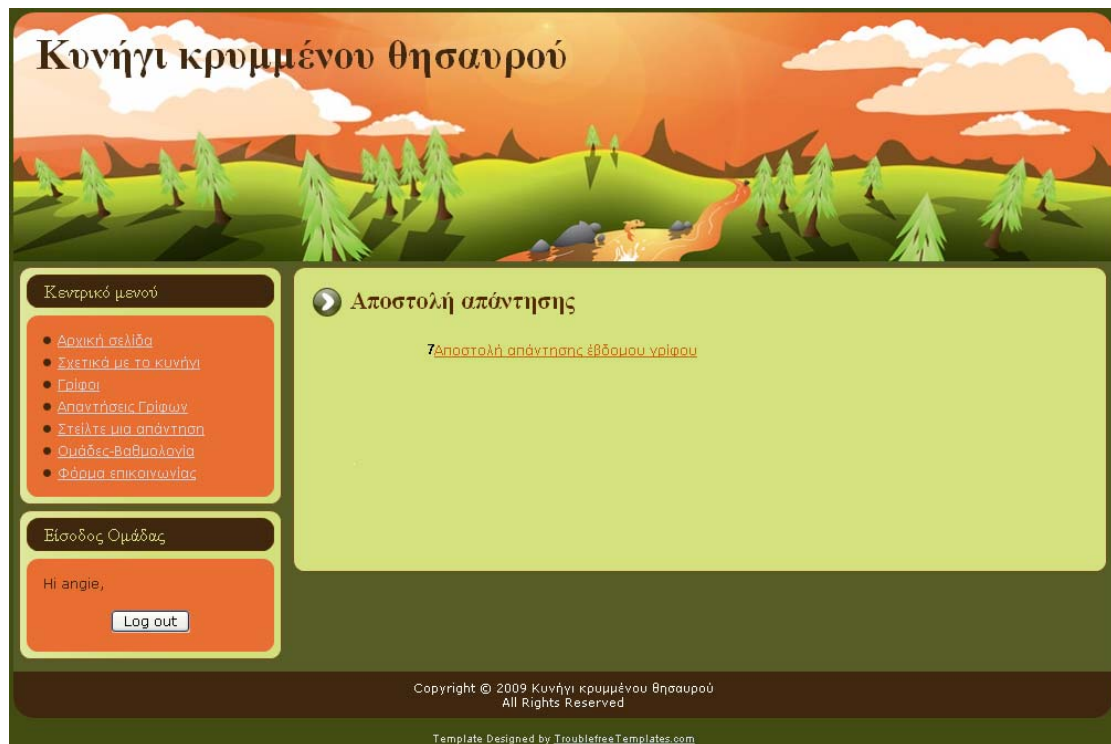 Κυνήγι κρυμμένου θησαυρού
Κεντρικό μενού
Αρχική σελίδα
Σχετικά με το κυνήγι
Γρίφοι
Απαντήσεις Γρίφων
Στείλτε μια απάντηση
Ομάδες-Βαθμολογία
Φόρμα επικοινωνίας
Είσοδος Ομάδας
Hi angie,
Log out
Αποστολή απάντησης
7Αποστολή απάντησης έβδομου γρίφου
Copyright © 2009 Κυνήγι κρυμμένου θησαυρού
All Rights Reserved
Template Designed by TroublefreeTemplates.com